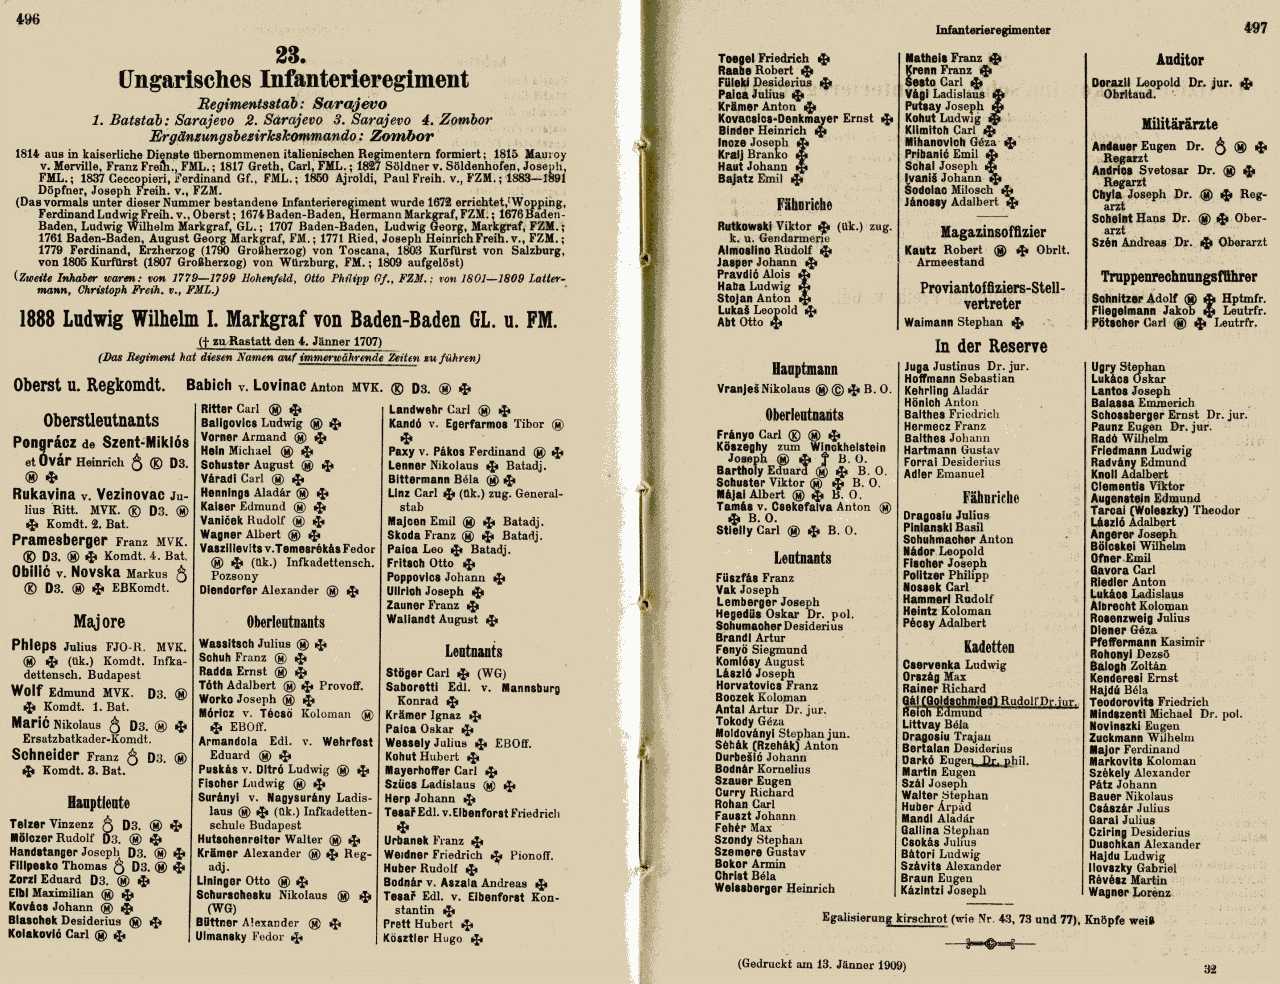 496
23.
Ungarisches Infanterieregiment
Regimentsstab: Sarajevo
1. Batstab: Sarajevo 2. Sarajevo 3. Sarajevo 4. Zombor
Ergänzungsbezirkskommando: Zombor
1814 aus in kaiserliche Dienste übernommenen italienischen Regimentern formiert; 1815 Mauroy
v. Merville, Franz Freih., FML.; 1817 Greth, Carl, FML.; 1827 Söldner v. Söldenhofen, Joseph,
FML.; 1837 Ceccopieri, Ferdinand Gf., FML.; 1850 Ajroldi, Paul Freih. v., FZM.; 1883—1891
Döpfner, Joseph Freih. v., FZM.
(Das vormals unter dieser Nummer bestandene Infanterieregiment wurde 1672 errichtet, Wopping,
Ferdinand Ludwig Freih. v., Oberst; 1674 Baden-Baden, Hermann Markgraf, FZM.; 1676 Baden-
Baden, Ludwig Wilhelm Markgraf, GL.; 1707 Baden-Baden, Ludwig Georg, Markgraf, FZM.;
1761 Baden-Baden, August Georg Markgraf, FM.; 1771 Ried, Joseph Heinrich Freih. v., FZM.;
1779 Ferdinand, Erzherzog (1790 Großherzog) von Toscana, 1803 Kurfürst von Salzburg,
von 1805 Kurfürst (1807 Großherzog) von Würzburg, FM.; 1809 aufgelöst)
(Zweite Inhaber waren: von 1779—1799 Hohenfeld, Otto Philipp Gf., FZM.; von 1801—1809 Latter-
mann, Christoph Freih. v., FML.)
1888 Ludwig Wilhelm I. Markgraf von Baden-Baden GL. u. FM.
(† zu Rastatt den 4. Jänner 1707)
(Das Regiment hat diesen Namen auf immerwährende Zeiten zu führen)
Oberst u. Regkomdt. Babich v. Lovinac Anton MVK. Ⓚ D3. Ⓜ ✠
Oberstleutnants
Pongrácz de Szent-Miklós
et Óvár Heinrich Ⓚ D3.
Ⓜ ✠
Rukavina v. Vezinovac Ju-
lius Ritt. MVK. Ⓚ D3. Ⓜ
✠ Komdt. 2. Bat.
Pramesberger Franz MVK.
Ⓚ D3. Ⓜ ✠ Komdt. 4. Bat.
Obilić v. Novska Markus
Ⓚ D3. Ⓜ ✠ EBKomdt.
Majore
Phleps Julius FJO-R. MVK.
Ⓜ ✠ (ük.) Komdt. Infka-
dettensch. Budapest
Wolf Edmund MVK. D3. Ⓜ
✠ Komdt. 1. Bat.
Marić Nikolaus D3. Ⓜ ✠
Ersatzbatkader-Komdt.
Schneider Franz D3. Ⓜ
✠ Komdt. 3. Bat.
Hauptleute
Telzer Vinzenz D3. Ⓜ ✠
Mölczer Rudolf D3. Ⓜ ✠
Handstanger Joseph D3. Ⓜ ✠
Filipesko Thomas D3. Ⓜ ✠
Zorzi Eduard D3. Ⓜ ✠
Eibl Maximilian Ⓜ ✠
Kovács Johann Ⓜ ✠
Blaschek Desiderius Ⓜ ✠
Kolaković Carl Ⓜ ✠
Ritter Carl Ⓜ ✠
Baligovics Ludwig Ⓜ ✠
Vorner Armand Ⓜ ✠
Hein Michael Ⓜ ✠
Schuster August Ⓜ ✠
Váradi Carl Ⓜ ✠
Hennings Aladár Ⓜ ✠
Kaiser Edmund Ⓜ ✠
Vaniček Rudolf Ⓜ ✠
Wagner Albert Ⓜ ✠
Vaszilievits v. Temesrékás Fedor
Ⓜ ✠ (ük.) Infkadettensch.
Pozsony
Diendorfer Alexander Ⓜ ✠
Oberleutnants
Wassitsch Julius Ⓜ ✠
Schuh Franz Ⓜ ✠
Radda Ernst Ⓜ ✠
Tóth Adalbert Ⓜ ✠ Provoff.
Worko Joseph Ⓜ ✠
Móricz v. Técsö Koloman Ⓜ
✠ EBOff.
Armandola Edl. v. Wehrfest
Eduard Ⓜ ✠
Puskás v. Ditró Ludwig Ⓜ ✠
Fischer Ludwig Ⓜ ✠
Surányi v. Nagysurány Ladis-
laus Ⓜ ✠ (ük.) Infkadetten-
schule Budapest
Hutschenreiter Walter Ⓜ ✠
Krämer Alexander Ⓜ ✠ Reg-
adj.
Lininger Otto Ⓜ ✠
Schurschesku Nikolaus Ⓜ ✠
(WG)
Büttner Alexander Ⓜ ✠
Ulmansky Fedor ✠
Landwehr Carl Ⓜ ✠
Kandó v. Egerfarmos Tibor Ⓜ
✠
Paxy v. Pákos Ferdinand Ⓜ ✠
Lenner Nikolaus ✠ Batadj.
Bittermann Béla Ⓜ ✠
Linz Carl ✠ (ük.) zug. General-
stab
Majcen Emil Ⓜ ✠ Batadj.
Skoda Franz Ⓜ ✠ Batadj.
Paica Leo ✠ Batadj.
Fritsch Otto ✠
Poppovics Johann ✠
Ullrich Joseph ✠
Zauner Franz ✠
Wallandt August ✠
Leutnants
Stöger Carl ✠ (WG)
Saboretti Edl. v. Mannsburg
Konrad ✠
Krämer Ignaz ✠
Paica Oskar ✠
Wessely Julius ✠ EBOff.
Kohut Hubert ✠
Mayerhoffer Carl ✠
Szücs Ladislaus Ⓜ ✠
Herp Johann ✠
Tesař Edl. v. Eibenforst Friedrich
✠
Urbanek Franz ✠
Weidner Friedrich ✠ Pionoff.
Huber Rudolf ✠
Bodnár v. Aszala Andreas ✠
Tesař Edl. v. Eibenforst Kon-
stantin ✠
Prett Hubert ✠
Kösztler Hugo ✠
Infanterieregimenter 497
Toegel Friedrich ✠
Raabe Robert ✠
Füleki Desiderius ✠
Paica Julius ✠
Krämer Anton ✠
Kovacsics-Denkmayer Ernst ✠
Binder Heinrich ✠
Incze Joseph ✠
Kralj Branko ✠
Haut Johann ✠
Bajatz Emil ✠
Fähnriche
Rutkowski Viktor ✠ (ük.) zug.
k. u. Gendarmerie
Almoslino Rudolf ✠
Jasper Johann ✠
Pravdić Alois ✠
Haba Ludwig ✠
Stojan Anton ✠
Lukaš Leopold ✠
Abt Otto ✠
Matheis Franz ✠
Krenn Franz ✠
Šesto Carl ✠
Vági Ladislaus ✠
Putsay Joseph ✠
Kohut Ludwig ✠
Klimitch Carl ✠
Mihanovich Géza ✠
Pribanić Emil ✠
Schal Joseph ✠
Ivaniš Johann ✠
Šodolac Milosch ✠
Jánossy Adalbert ✠
Magazinsoffizier
Kautz Robert Ⓜ ✠ Obrlt.
Armeestand
Proviantoffiziers-Stell-
vertreter
Waimann Stephan ✠
Auditor
Dorazil Leopold Dr. jur. ✠
Obrltaud.
Militärärzte
Andauer Eugen Dr. Ⓜ ✠
Regarzt
Andrics Svetosar Dr. Ⓜ ✠
Regarzt
Chyla Joseph Dr. Ⓜ ✠ Reg-
arzt
Scheint Hans Dr. Ⓜ ✠ Ober-
arzt
Szén Andreas Dr. ✠ Oberarzt
Truppenrechnungsführer
Schnitzer Adolf Ⓜ ✠ Hptmfr.
Fliegelmann Jakob ✠ Leutrfr.
Pötscher Carl Ⓜ ✠ Leutrfr.
In der Reserve
Hauptmann
Vranješ Nikolaus Ⓜ Ⓒ ✠ B. O.
Oberleutnants
Frányo Carl Ⓚ Ⓜ ✠
Köszeghy zum Winckhelstein
Joseph Ⓜ ✠ B. O.
Bartholy Eduard Ⓜ ✠ B. O.
Schuster Viktor Ⓜ ✠ B. O.
Májai Albert Ⓜ ✠ B. O.
Tamás v. Csekefalva Anton Ⓜ
✠ B. O.
Stielly Carl Ⓜ ✠ B. O.
Leutnants
Füszfás Franz
Vak Joseph
Lemberger Joseph
Hegedüs Oskar Dr. pol.
Schumacher Desiderius
Brandl Artur
Fenyö Siegmund
Komlósy August
László Joseph
Horvatovics Franz
Boczek Koloman
Antal Artur Dr. jur.
Tokody Géza
Moldoványi Stephan jun.
Séhák (Rzehák) Anton
Durbešić Johann
Bodnár Kornelius
Szauer Eugen
Curry Richard
Rohan Carl
Fauszt Johann
Fehér Max
Szondy Stephan
Szemere Gustav
Bokor Armin
Christ Béla
Weissberger Heinrich
Juga Justinus Dr. jur.
Hoffmann Sebastian
Kehrling Aladár
Hönich Anton
Balthes Friedrich
Hermecz Franz
Balthes Johann
Hartmann Gustav
Forrai Desiderius
Adler Emanuel
Fähnriche
Dragosiu Julius
Plnianski Basil
Schuhmacher Anton
Nádor Leopold
Fischer Joseph
Politzer Philipp
Nossek Carl
Hammerl Rudolf
Heintz Koloman
Pécsy Adalbert
Kadetten
Cservenka Ludwig
Ország Max
Rainer Richard
Gál (Goldschmied) Rudolf Dr. jur.
Reich Edmund
Littvay Béla
Dragosiu Trajan
Bertalan Desiderius
Darkó Eugen Dr. phil.
Martin Eugen
Szál Joseph
Walter Stephan
Huber Árpád
Mandl Aladár
Gallina Stephan
Csokás Julius
Bátori Ludwig
Szávits Alexander
Braun Eugen
Kázintzi Joseph
Ugry Stephan
Lukács Oskar
Lantos Joseph
Balassa Emmerich
Schossberger Ernst Dr. jur.
Paunz Eugen Dr. jur.
Radó Wilhelm
Friedmann Ludwig
Radvány Edmund
Knoll Adalbert
Clementis Viktor
Augenstein Edmund
Tarcai (Woleszky) Theodor
László Adalbert
Angerer Joseph
Bölcskei Wilhelm
Ofner Emil
Gavora Carl
Riedler Anton
Lukács Ladislaus
Albrecht Koloman
Rosenzweig Julius
Diener Géza
Pfeffermann Kasimir
Rohonyi Dezsö
Balogh Zoltán
Kenderesi Ernst
Hajdú Béla
Teodorovits Friedrich
Mindszenti Michael Dr. pol.
Novinszki Eugen
Zuckmann Wilhelm
Major Ferdinand
Markovits Koloman
Székely Alexander
Pátz Johann
Bauer Nikolaus
Császár Julius
Garai Julius
Cziring Desiderius
Duschkan Alexander
Hajdu Ludwig
Ilovszky Gabriel
Révész Martin
Wagner Lorenz
Egalisierung kirschrot (wie Nr. 43, 73 und 77), Knöpfe weiß
(Gedruckt am 13. Jänner 1909)
32